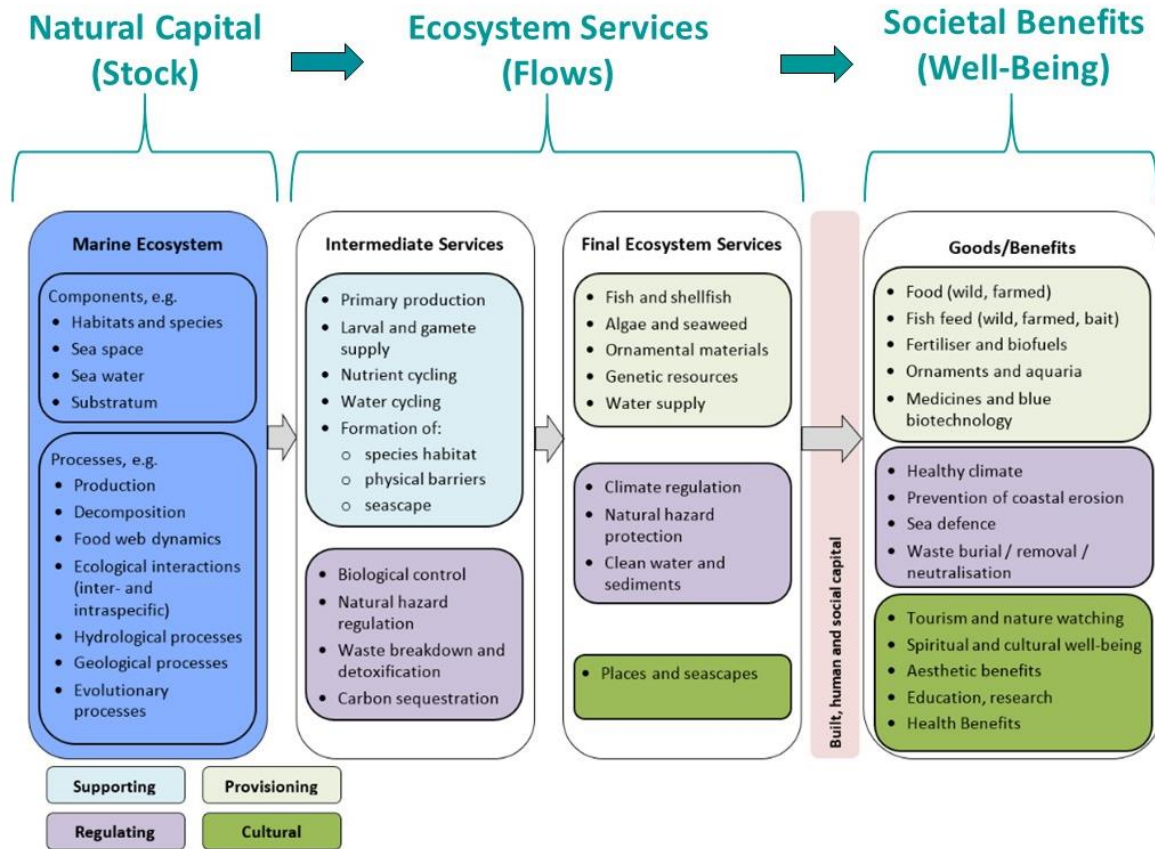 Natural Capital
(Stock)
Ecosystem Services
(Flows)
Societal Benefits
(Well-Being)
Marine Ecosystem
Components, e.g.
• Habitats and species
• Sea space
• Sea water
• Substratum
Processes, e.g.
• Production
• Decomposition
• Food web dynamics
• Ecological interactions
(inter- and
intraspecific)
• Hydrological processes
• Geological processes
• Evolutionary
processes
Intermediate Services
• Primary production
• Larval and gamete
supply
• Nutrient cycling
• Water cycling
• Formation of:
o species habitat
o physical barriers
o seascape
• Biological control
• Natural hazard
regulation
• Waste breakdown and
detoxification
• Carbon sequestration
Final Ecosystem Services
• Fish and shellfish
• Algae and seaweed
• Ornamental materials
• Genetic resources
• Water supply
• Climate regulation
• Natural hazard
protection
• Clean water and
sediments
• Places and seascapes
Built, human and social capital
Goods/Benefits
• Food (wild, farmed)
• Fish feed (wild, farmed, bait)
• Fertiliser and biofuels
• Ornaments and aquaria
• Medicines and blue
biotechnology
• Healthy climate
• Prevention of coastal erosion
• Sea defence
• Waste burial / removal /
neutralisation
• Tourism and nature watching
• Spiritual and cultural well-being
• Aesthetic benefits
• Education, research
• Health Benefits
Supporting
Provisioning
Regulating
Cultural